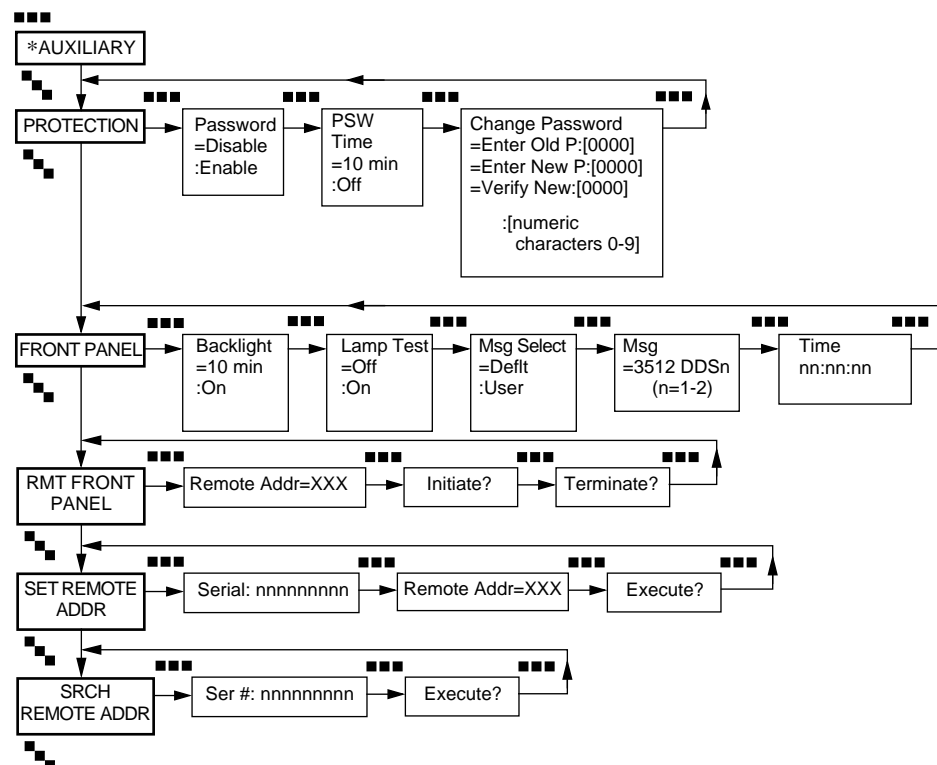 *AUXILIARY
PROTECTION
Password
=Disable
:Enable
PSW
Time
=10 min
:Off
Change Password
=Enter Old P:[0000]
=Enter New P:[0000]
=Verify New:[0000]
:[numeric
characters 0-9]
FRONT PANEL
Backlight
=10 min
:On
Lamp Test
=Off
:On
Msg Select
=Deflt
:User
Msg
=3512 DDSn
(n=1-2)
Time
nn:nn:nn
RMT FRONT
PANEL
Remote Addr=XXX
Initiate?
Terminate?
SET REMOTE
ADDR
Serial: nnnnnnnnn
Remote Addr=XXX
Execute?
SRCH
REMOTE ADDR
Ser #: nnnnnnnnn
Execute?